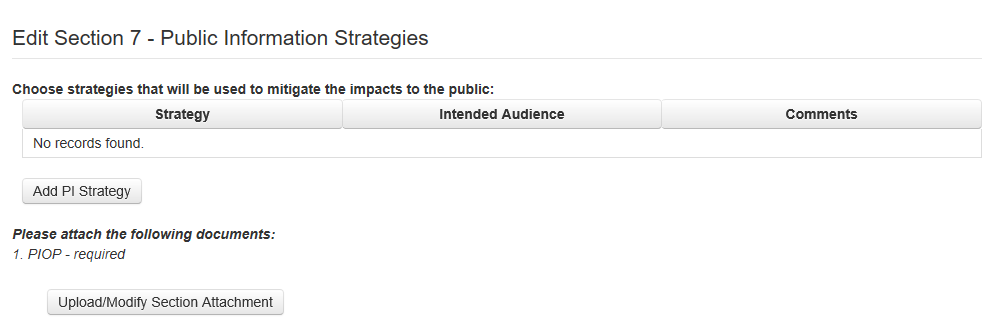 Edit Section 7 - Public Information Strategies
Choose strategies that will be used to mitigate the impacts to the public:
Strategy Intended Audience Comments
No records found.
Add PI Strategy
Please attach the following documents:
1. PIOP - required
Upload/Modify Section Attachment